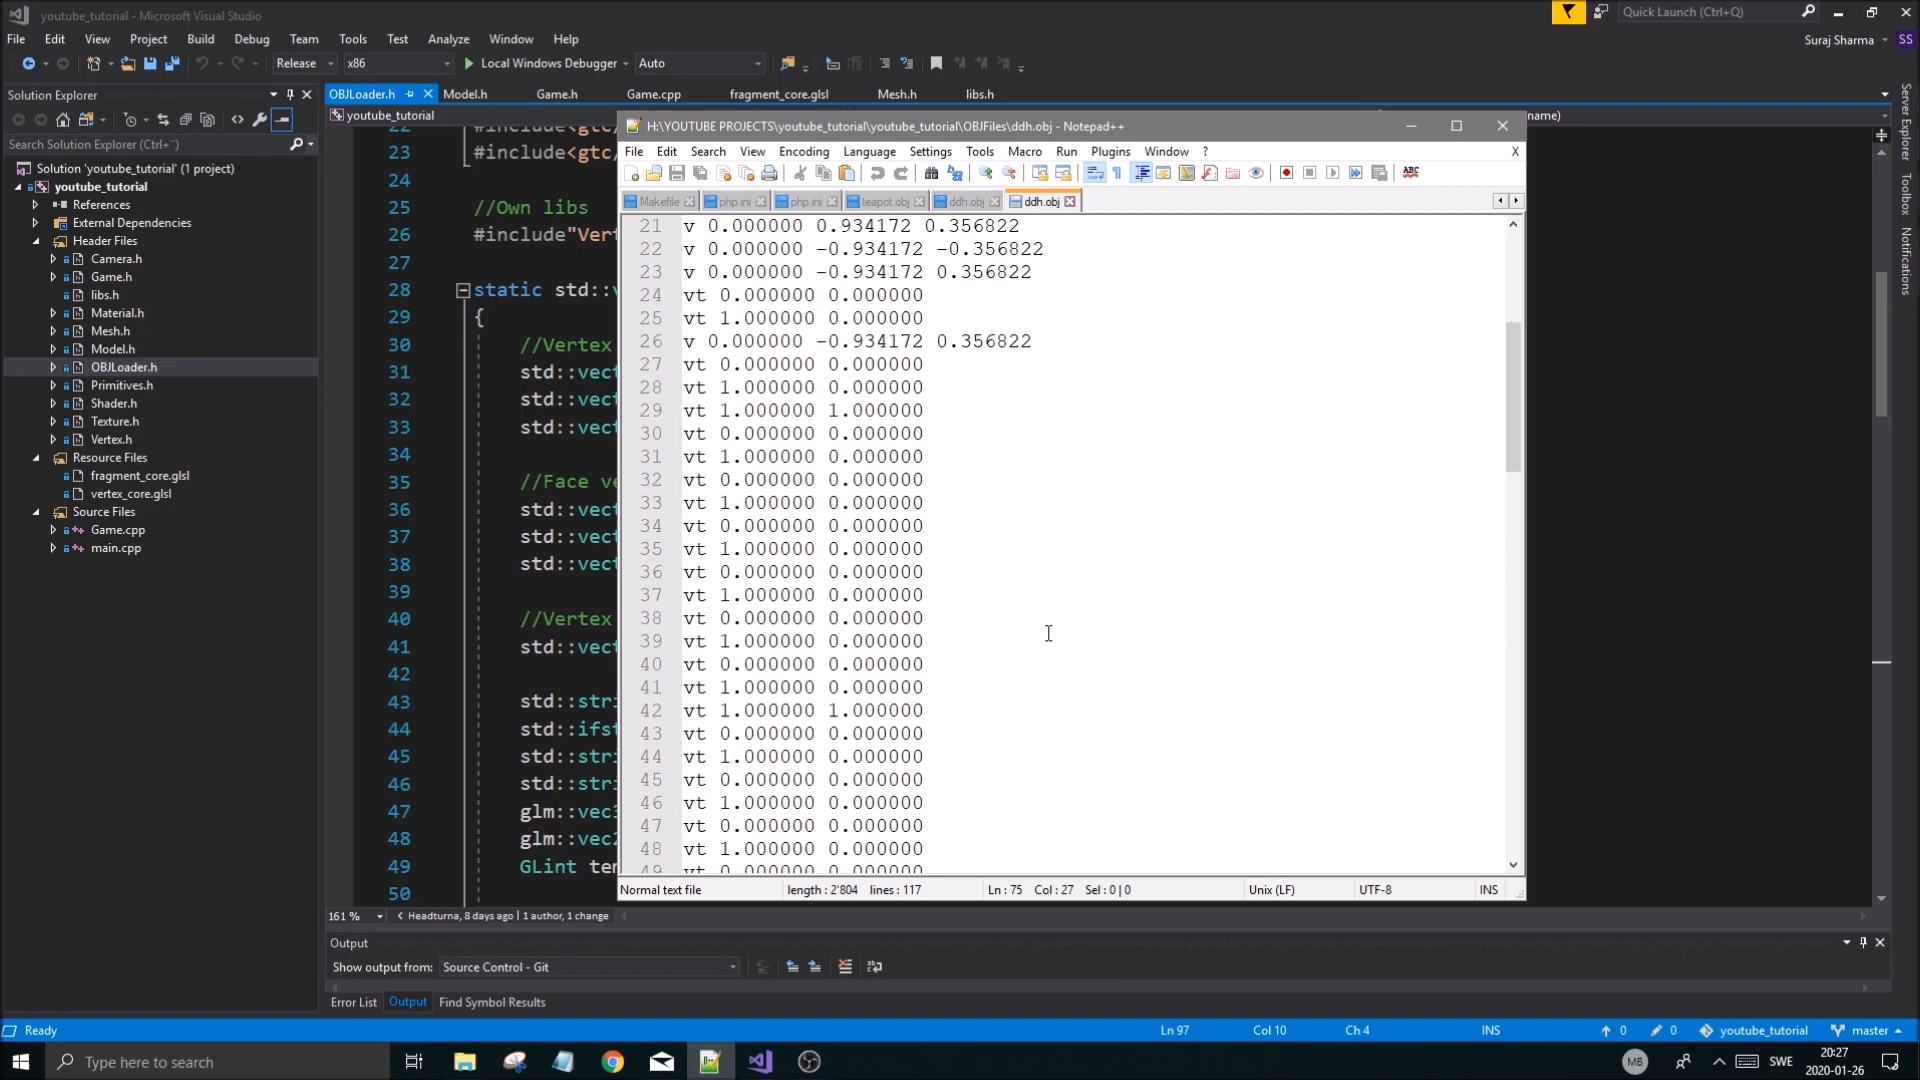 youtube_tutorial - Microsoft Visual Studio
Quick Launch (Ctrl+Q)
File Edit View Project Build Debug Team Tools Test Analyze Window Help
Suraj Sharma SS
Release x86 Local Windows Debugger Auto
Solution Explorer
OBJLoader.h Model.h Game.h Game.cpp fragment_core.glsl Mesh.h libs.h
youtube_tutorial
name)
Search Solution Explorer (Ctrl+¨)
Solution 'youtube_tutorial' (1 project)
youtube_tutorial
References
External Dependencies
Header Files
Camera.h
Game.h
libs.h
Material.h
Mesh.h
Model.h
OBJLoader.h
Primitives.h
Shader.h
Texture.h
Vertex.h
Resource Files
fragment_core.glsl
vertex_core.glsl
Source Files
Game.cpp
main.cpp
22 #include<gtc/
23 #include<gtc/
24
25 //Own libs
26 #include"Ver
27
28 static std::
29 {
30 //Vertex
31 std::vect
32 std::vect
33 std::vect
34
35 //Face ve
36 std::vect
37 std::vect
38 std::vect
39
40 //Vertex
41 std::vect
42
43 std::stri
44 std::ifst
45 std::stri
46 std::stri
47 glm::vec3
48 glm::vec2
49 GLint tem
50
H:\YOUTUBE PROJECTS\youtube_tutorial\youtube_tutorial\OBJFiles\ddh.obj - Notepad++
File Edit Search View Encoding Language Settings Tools Macro Run Plugins Window ? X
ABC
Makefile php.ini php.ini teapot.obj ddh.obj ddh.obj
21 v 0.000000 0.934172 0.356822
22 v 0.000000 -0.934172 -0.356822
23 v 0.000000 -0.934172 0.356822
24 vt 0.000000 0.000000
25 vt 1.000000 0.000000
26 v 0.000000 -0.934172 0.356822
27 vt 0.000000 0.000000
28 vt 1.000000 0.000000
29 vt 1.000000 1.000000
30 vt 0.000000 0.000000
31 vt 1.000000 0.000000
32 vt 0.000000 0.000000
33 vt 1.000000 0.000000
34 vt 0.000000 0.000000
35 vt 1.000000 0.000000
36 vt 0.000000 0.000000
37 vt 1.000000 0.000000
38 vt 0.000000 0.000000
39 vt 1.000000 0.000000
40 vt 0.000000 0.000000
41 vt 1.000000 0.000000
42 vt 1.000000 1.000000
43 vt 0.000000 0.000000
44 vt 1.000000 0.000000
45 vt 0.000000 0.000000
46 vt 1.000000 0.000000
47 vt 0.000000 0.000000
48 vt 1.000000 0.000000
49 vt 0.000000 0.000000
Normal text file length : 2'804 lines : 117 Ln : 75 Col : 27 Sel : 0 | 0 Unix (LF) UTF-8 INS
Server Explorer
Toolbox
Notifications
161 % Headturna, 8 days ago | 1 author, 1 change
Output
Show output from: Source Control - Git
Error List Output Find Symbol Results
Ready Ln 97 Col 10 Ch 4 INS 0 0 youtube_tutorial master
Type here to search
MB SWE 20:27
2020-01-26